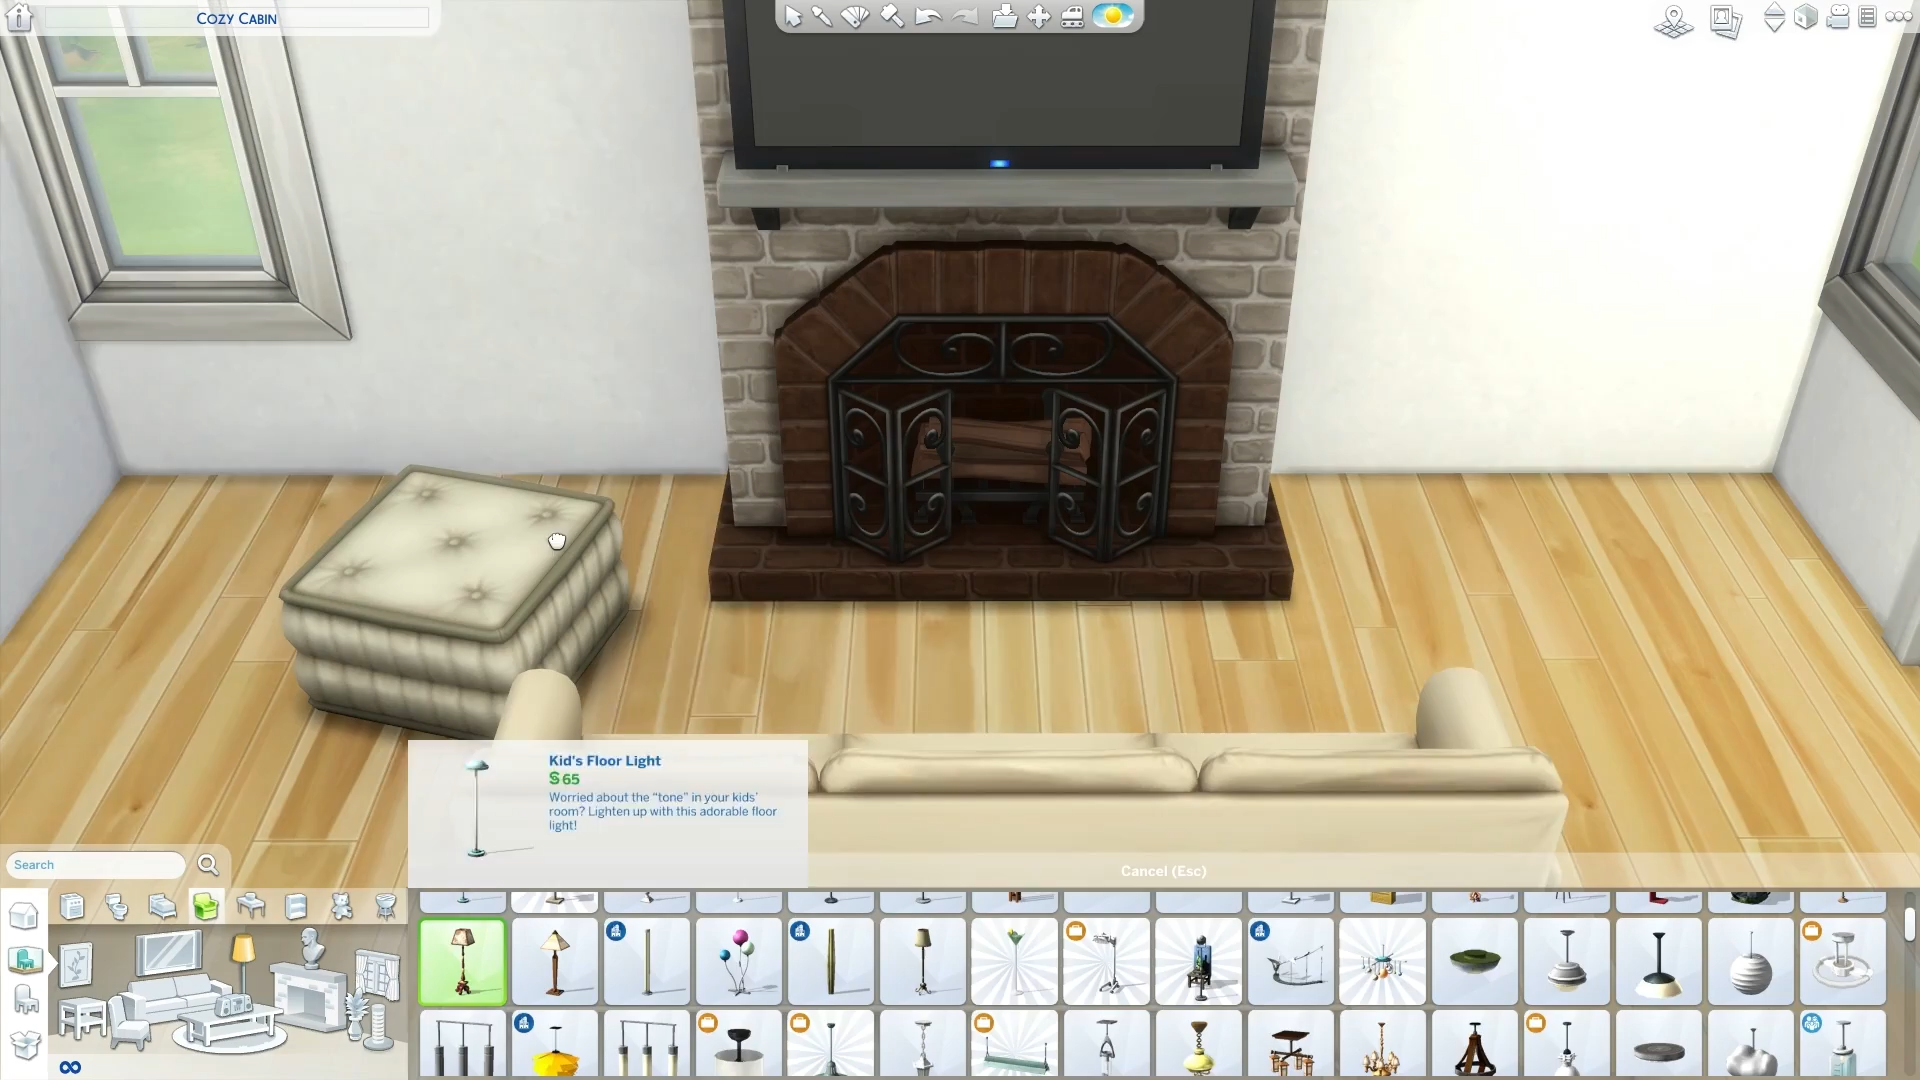 COZY CABIN
Kid's Floor Light
§65
Worried about the "tone" in your kids'
room? Lighten up with this adorable floor
light!
Search
Cancel (Esc)